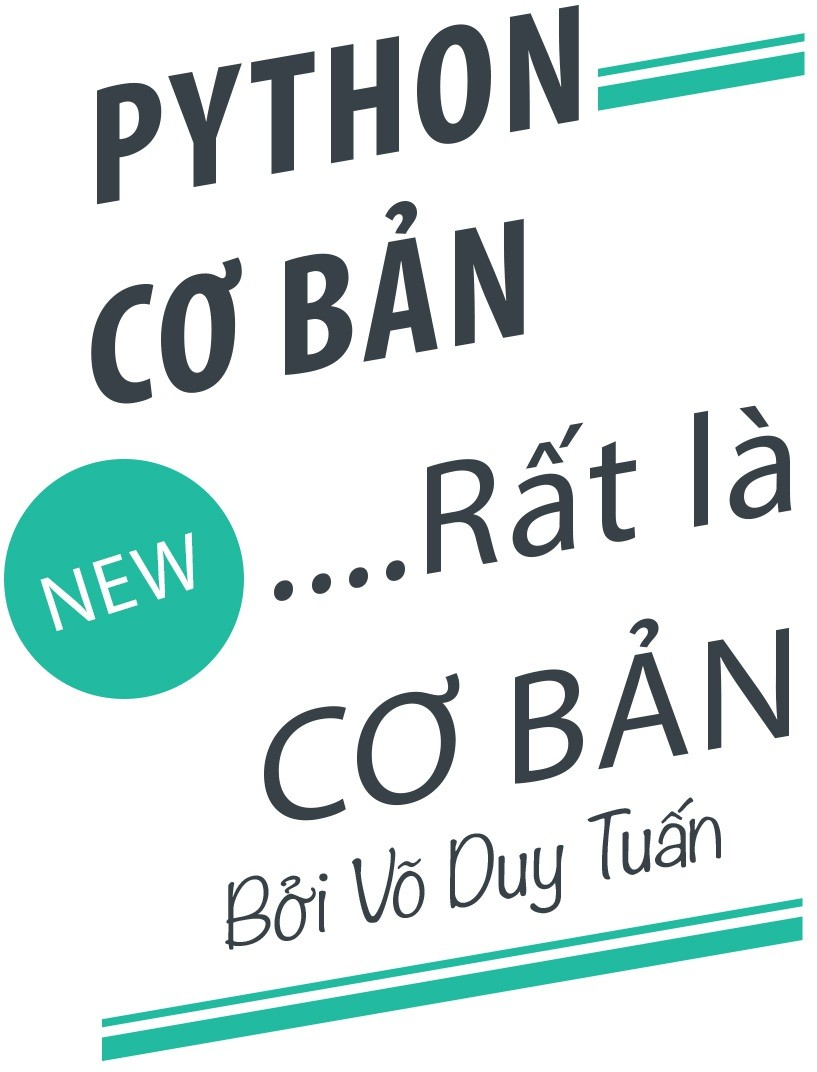 PYTHON
CƠ BẢN
NEW
....Rất là
CƠ BẢN
Bởi Võ Duy Tuấn